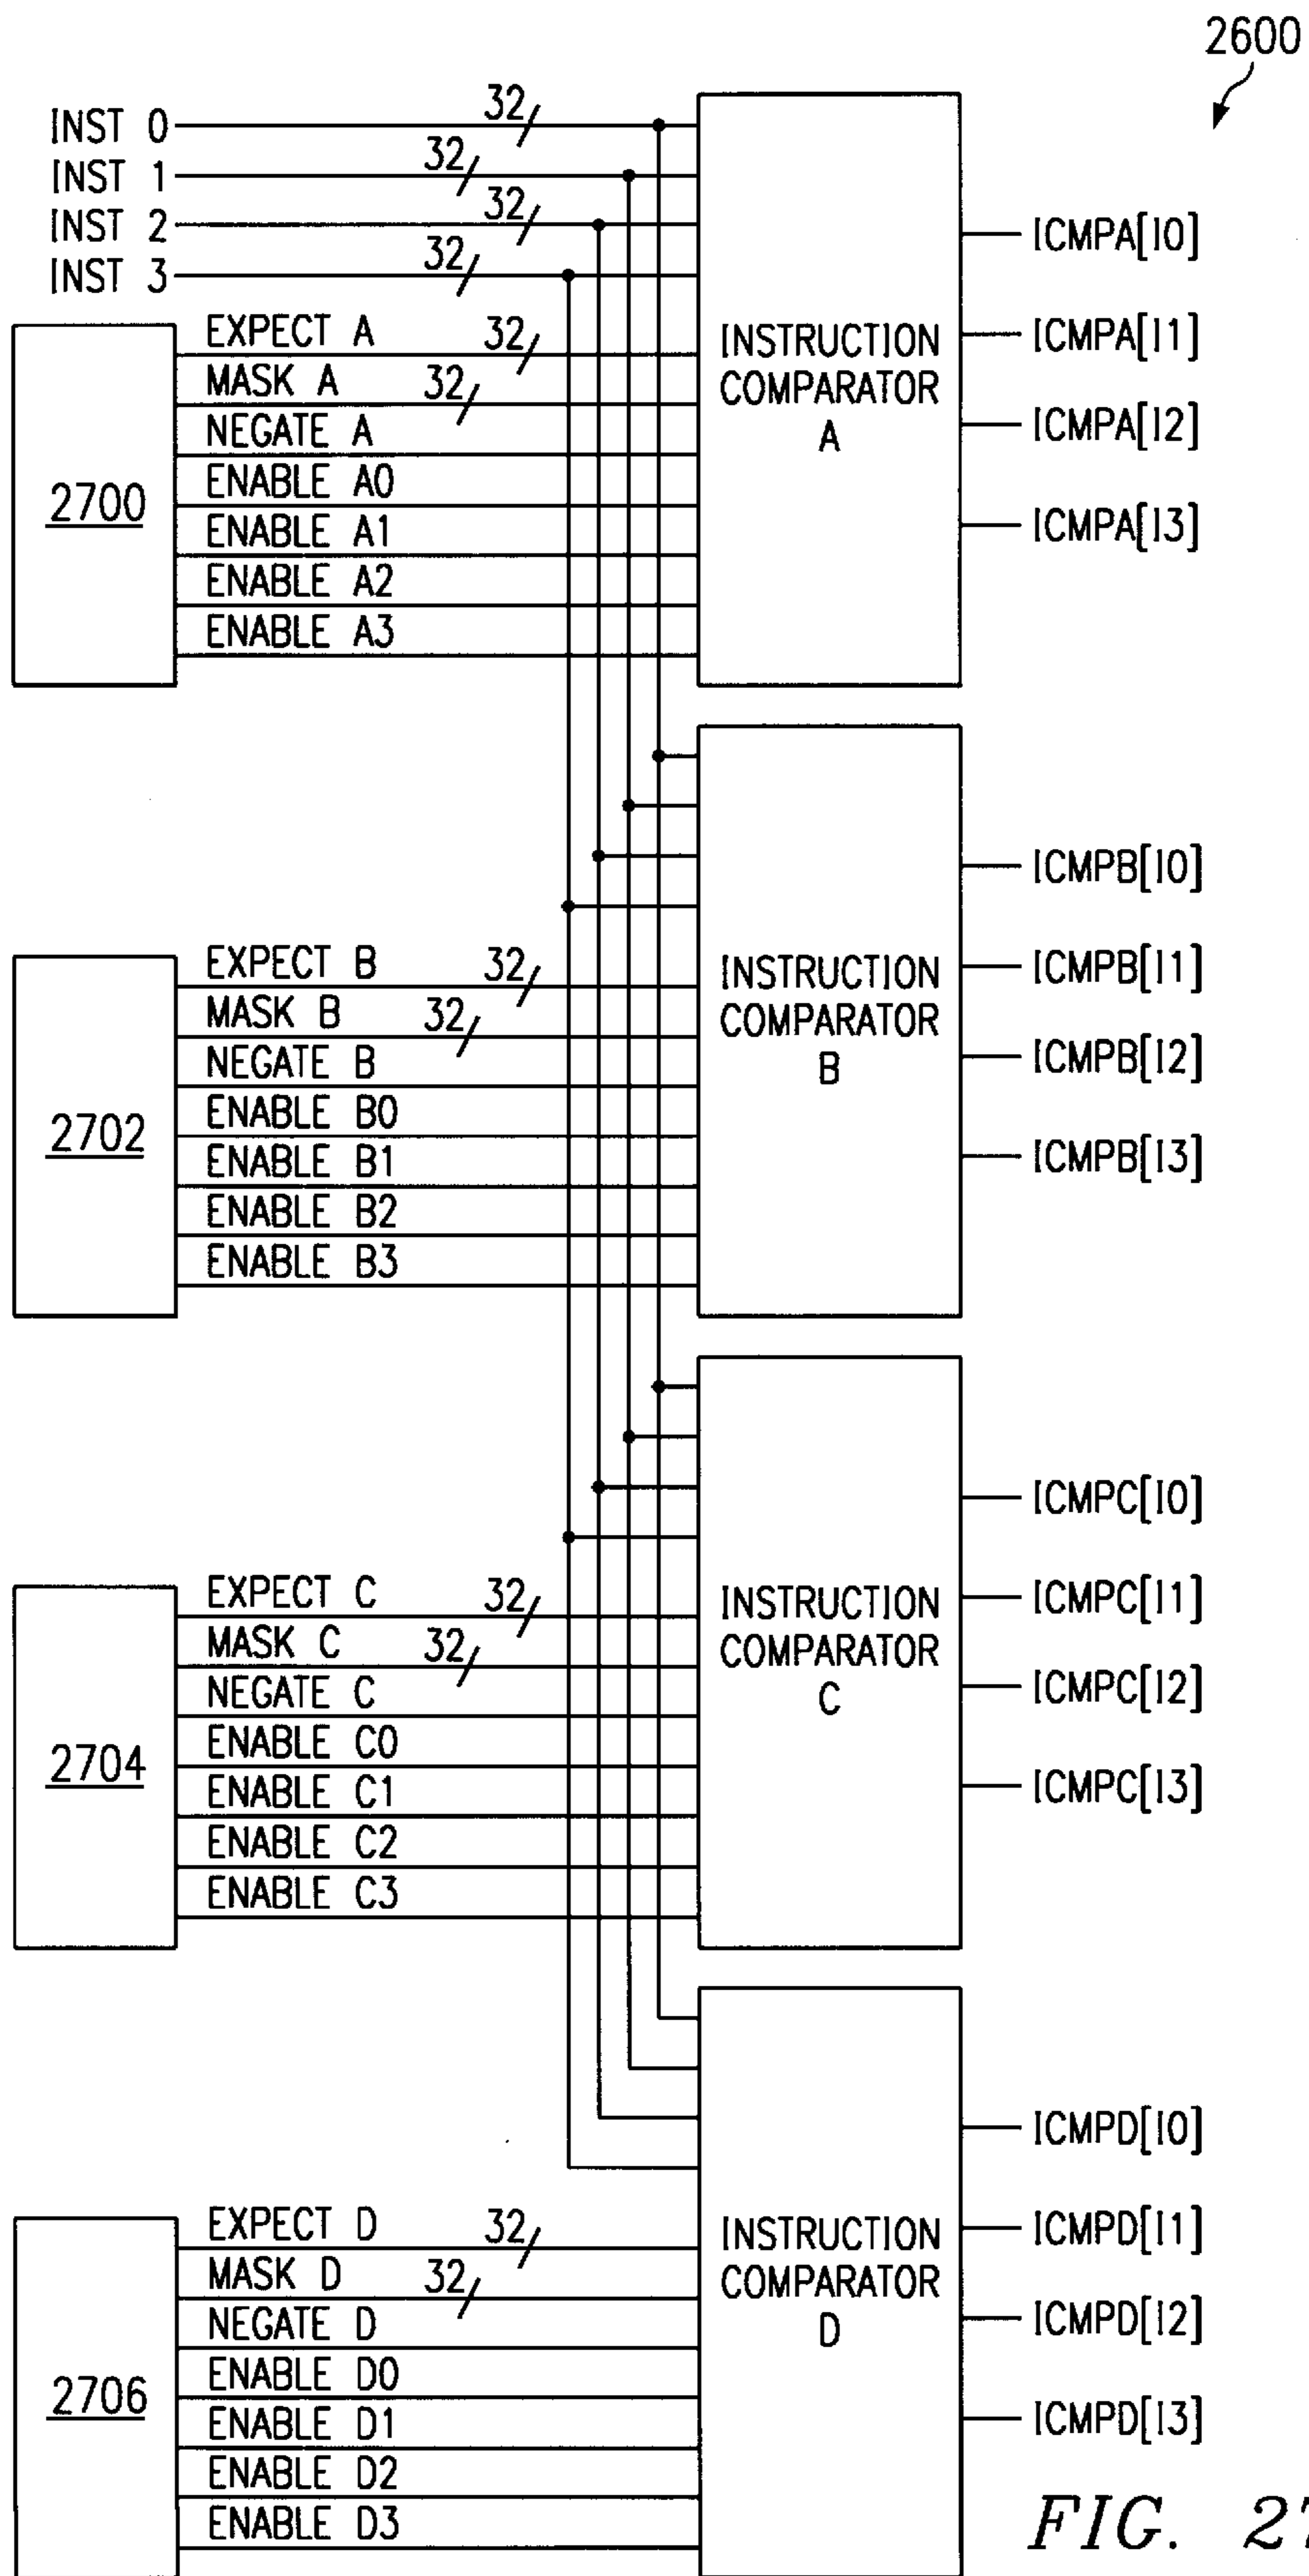 2600
INST 0 32
INST 1 32
INST 2 32
INST 3 32
2700
EXPECT A 32
MASK A 32
NEGATE A
ENABLE A0
ENABLE A1
ENABLE A2
ENABLE A3
INSTRUCTION
COMPARATOR
A
ICMPA[I0]
ICMPA[I1]
ICMPA[I2]
ICMPA[I3]
2702
EXPECT B 32
MASK B 32
NEGATE B
ENABLE B0
ENABLE B1
ENABLE B2
ENABLE B3
INSTRUCTION
COMPARATOR
B
ICMPB[I0]
ICMPB[I1]
ICMPB[I2]
ICMPB[I3]
2704
EXPECT C 32
MASK C 32
NEGATE C
ENABLE C0
ENABLE C1
ENABLE C2
ENABLE C3
INSTRUCTION
COMPARATOR
C
ICMPC[I0]
ICMPC[I1]
ICMPC[I2]
ICMPC[I3]
2706
EXPECT D 32
MASK D 32
NEGATE D
ENABLE D0
ENABLE D1
ENABLE D2
ENABLE D3
INSTRUCTION
COMPARATOR
D
ICMPD[I0]
ICMPD[I1]
ICMPD[I2]
ICMPD[I3]
FIG. 27